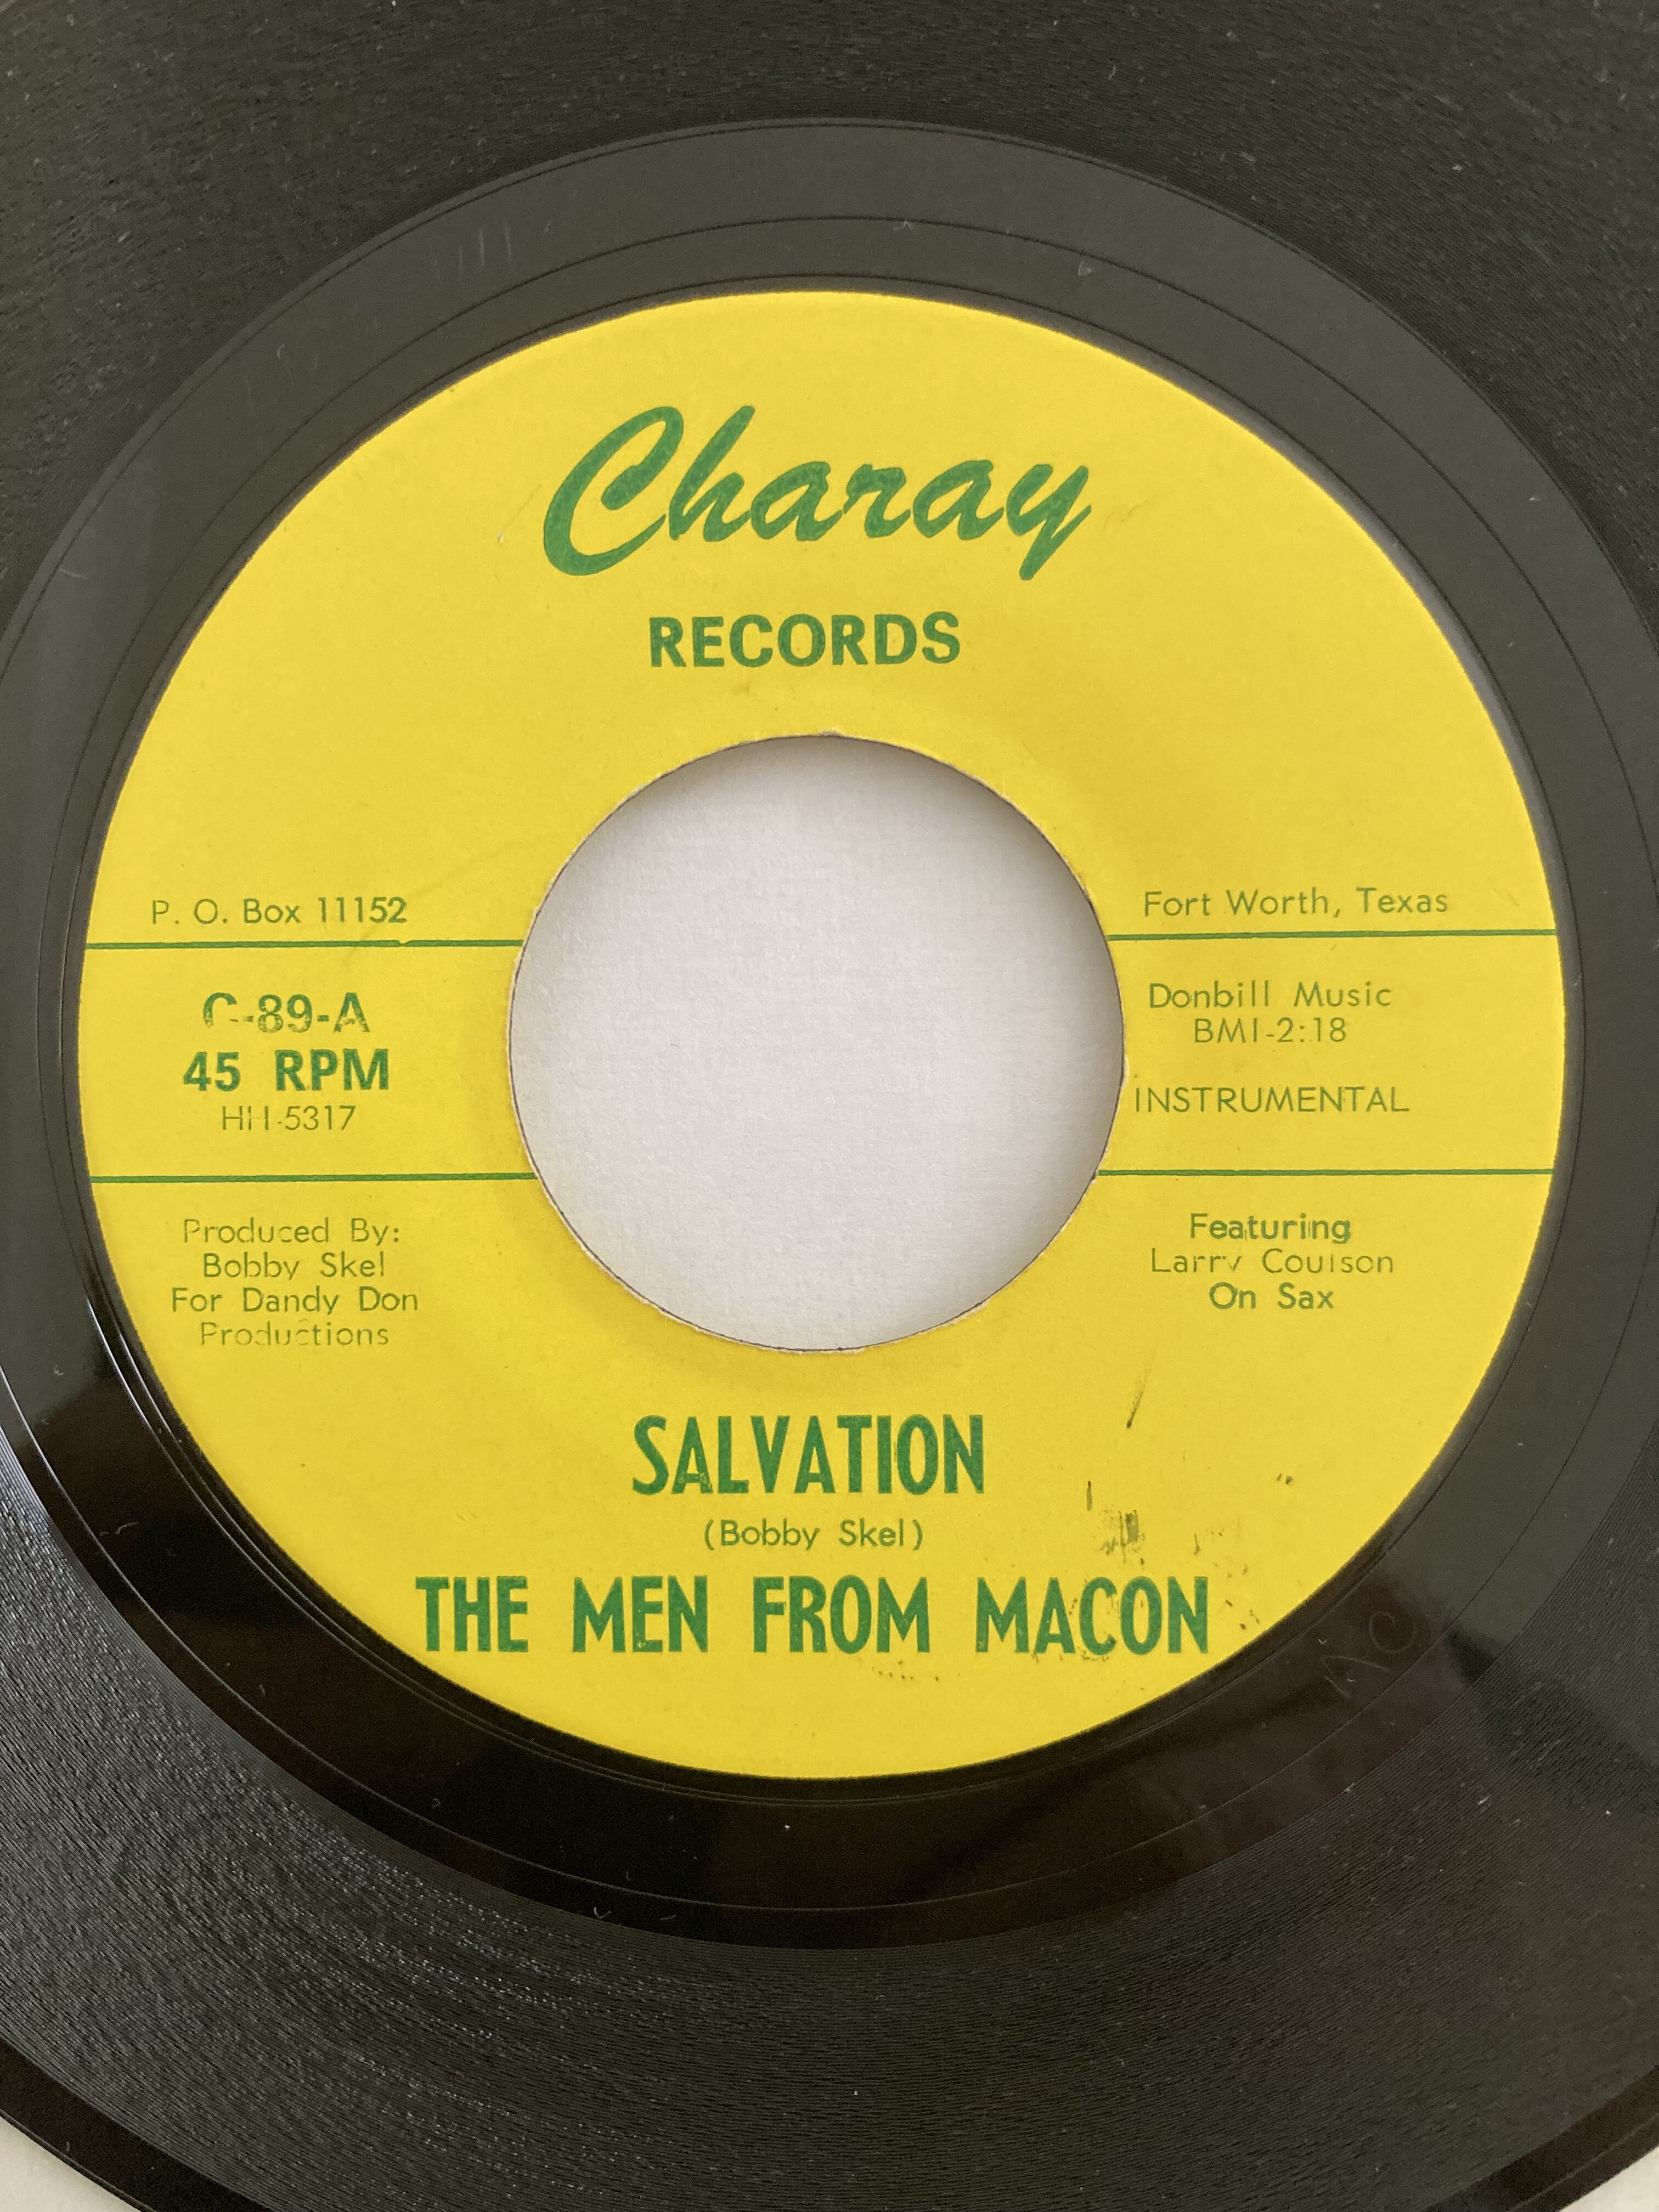 Charay
RECORDS
P. O. Box 11152
Fort Worth, Texas
C-89-A
45 RPM
HH-5317
Donbill Music
BMI-2:18
INSTRUMENTAL
Produced By:
Bobby Skel
For Dandy Don
Productions
Featuring
Larry Coulson
On Sax
SALVATION
(Bobby Skel)
THE MEN FROM MACON